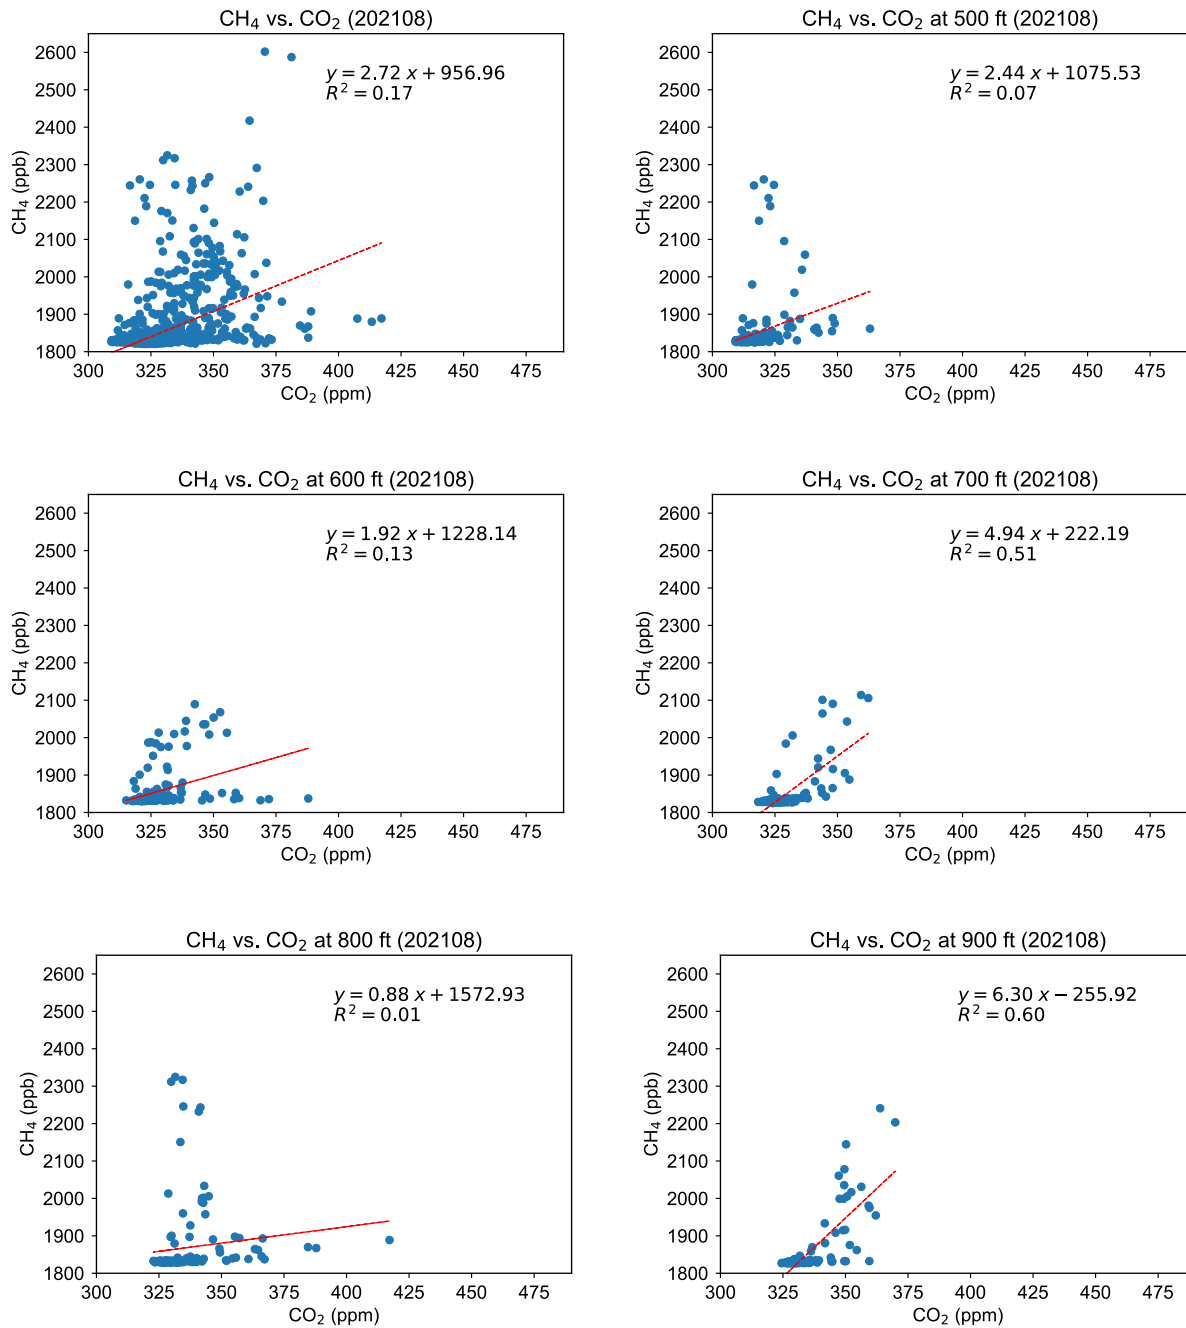 CH₄ vs. CO₂ (202108)
2600
2500
2400
2300
2200
2100
2000
1900
1800
CH₄ (ppb)
y = 2.72 x + 956.96
R² = 0.17
300 325 350 375 400 425 450 475
CO₂ (ppm)
CH₄ vs. CO₂ at 500 ft (202108)
2600
2500
2400
2300
2200
2100
2000
1900
1800
CH₄ (ppb)
y = 2.44 x + 1075.53
R² = 0.07
300 325 350 375 400 425 450 475
CO₂ (ppm)
CH₄ vs. CO₂ at 600 ft (202108)
2600
2500
2400
2300
2200
2100
2000
1900
1800
CH₄ (ppb)
y = 1.92 x + 1228.14
R² = 0.13
300 325 350 375 400 425 450 475
CO₂ (ppm)
CH₄ vs. CO₂ at 700 ft (202108)
2600
2500
2400
2300
2200
2100
2000
1900
1800
CH₄ (ppb)
y = 4.94 x + 222.19
R² = 0.51
300 325 350 375 400 425 450 475
CO₂ (ppm)
CH₄ vs. CO₂ at 800 ft (202108)
2600
2500
2400
2300
2200
2100
2000
1900
1800
CH₄ (ppb)
y = 0.88 x + 1572.93
R² = 0.01
300 325 350 375 400 425 450 475
CO₂ (ppm)
CH₄ vs. CO₂ at 900 ft (202108)
2600
2500
2400
2300
2200
2100
2000
1900
1800
CH₄ (ppb)
y = 6.30 x − 255.92
R² = 0.60
300 325 350 375 400 425 450 475
CO₂ (ppm)